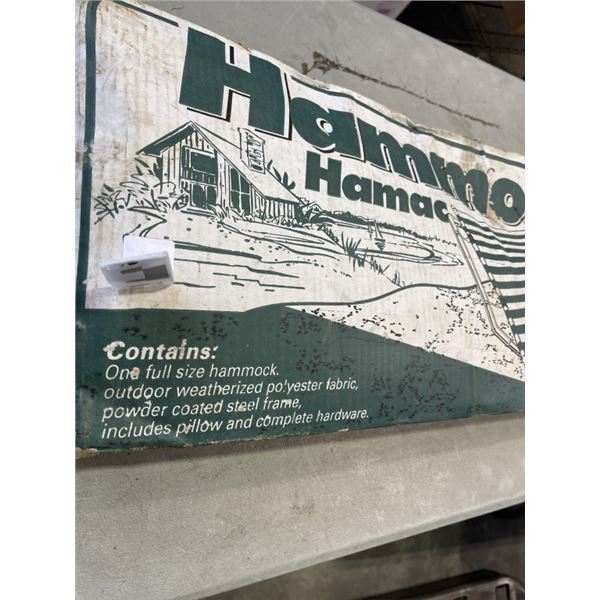 Hammo
Hamac
Contains:
One full size hammock.
outdoor weatherized polyester fabric,
powder coated steel frame,
includes pillow and complete hardware.